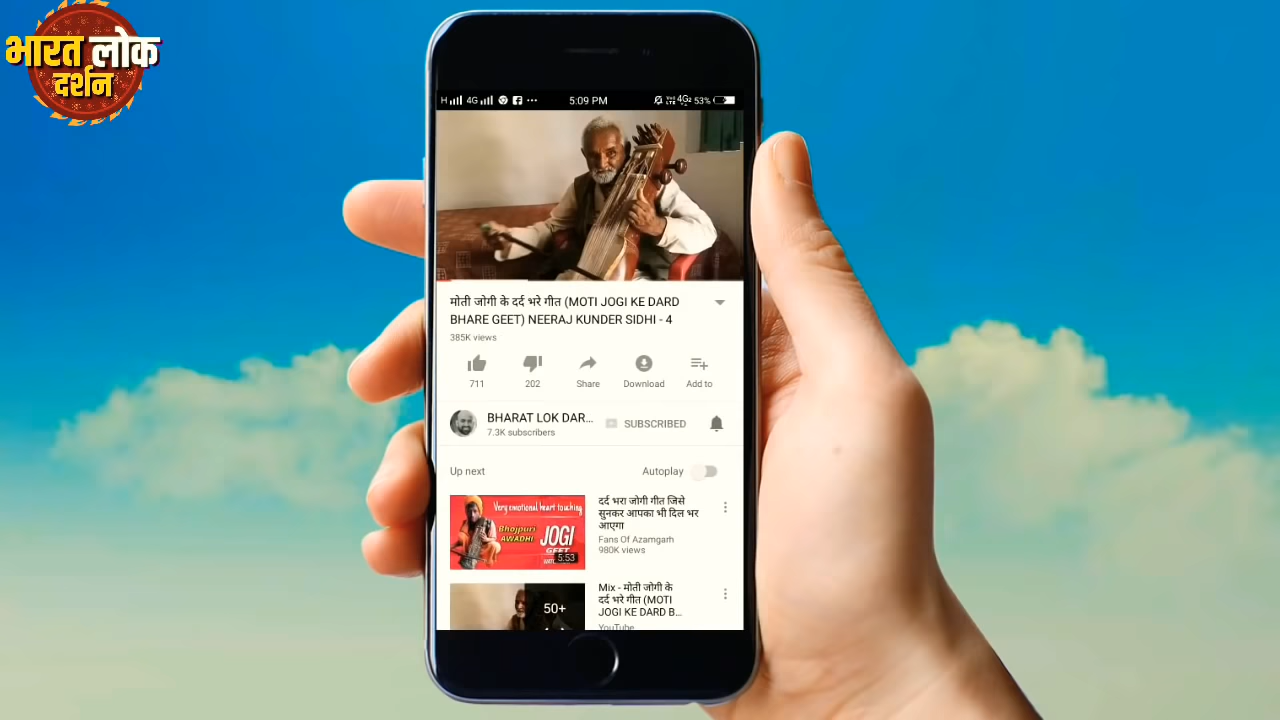 भारत लोक
दर्शन
H 4G 5:09 PM VoLTE 4G 53%
मोती जोगी के दर्द भरे गीत (MOTI JOGI KE DARD
BHARE GEET) NEERAJ KUNDER SIDHI - 4
385K views
711 202 Share Download Add to
BHARAT LOK DAR... SUBSCRIBED
7.3K subscribers
Up next Autoplay
Very emotional heart touching
Bhojpuri
AWADHI
JOGI
GEET
5:53
दर्द भरा जोगी गीत जिसे
सुनकर आपका भी दिल भर
आएगा
Fans Of Azamgarh
980K views
50+
Mix - मोती जोगी के
दर्द भरे गीत (MOTI
JOGI KE DARD B...
YouTube